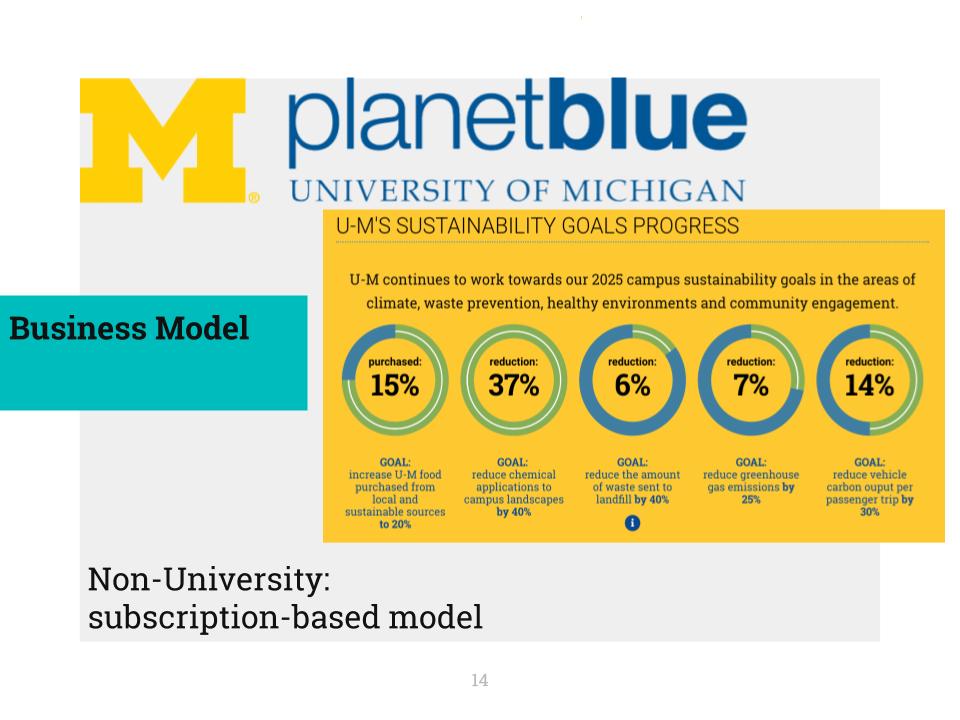 M®
planetblue
UNIVERSITY OF MICHIGAN
U-M'S SUSTAINABILITY GOALS PROGRESS
U-M continues to work towards our 2025 campus sustainability goals in the areas of
climate, waste prevention, healthy environments and community engagement.
Business Model
purchased:
15%
GOAL:
increase U-M food
purchased from
local and
sustainable sources
to 20%
reduction:
37%
GOAL:
reduce chemical
applications to
campus landscapes
by 40%
reduction:
6%
GOAL:
reduce the amount
of waste sent to
landfill by 40%
i
reduction:
7%
GOAL:
reduce greenhouse
gas emissions by
25%
reduction:
14%
GOAL:
reduce vehicle
carbon ouput per
passenger trip by
30%
Non-University:
subscription-based model
14